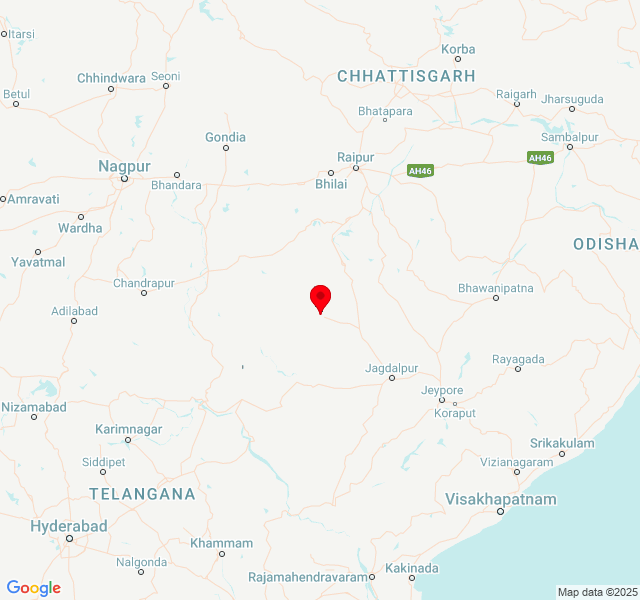 Itarsi
Korba
CHHATTISGARH
Chhindwara
Seoni
Betul
Raigarh
Jharsuguda
Bhatapara
Gondia
Sambalpur
Raipur
AH46
Nagpur
AH46
Bhandara
Bhilai
Amravati
Wardha
ODISHA
Yavatmal
Chandrapur
Bhawanipatna
Adilabad
Rayagada
Jagdalpur
Jeypore
Nizamabad
Koraput
Karimnagar
Srikakulam
Siddipet
Vizianagaram
TELANGANA
Visakhapatnam
Hyderabad
Khammam
Nalgonda
Kakinada
Rajamahendravaram
Google
Map data ©2025